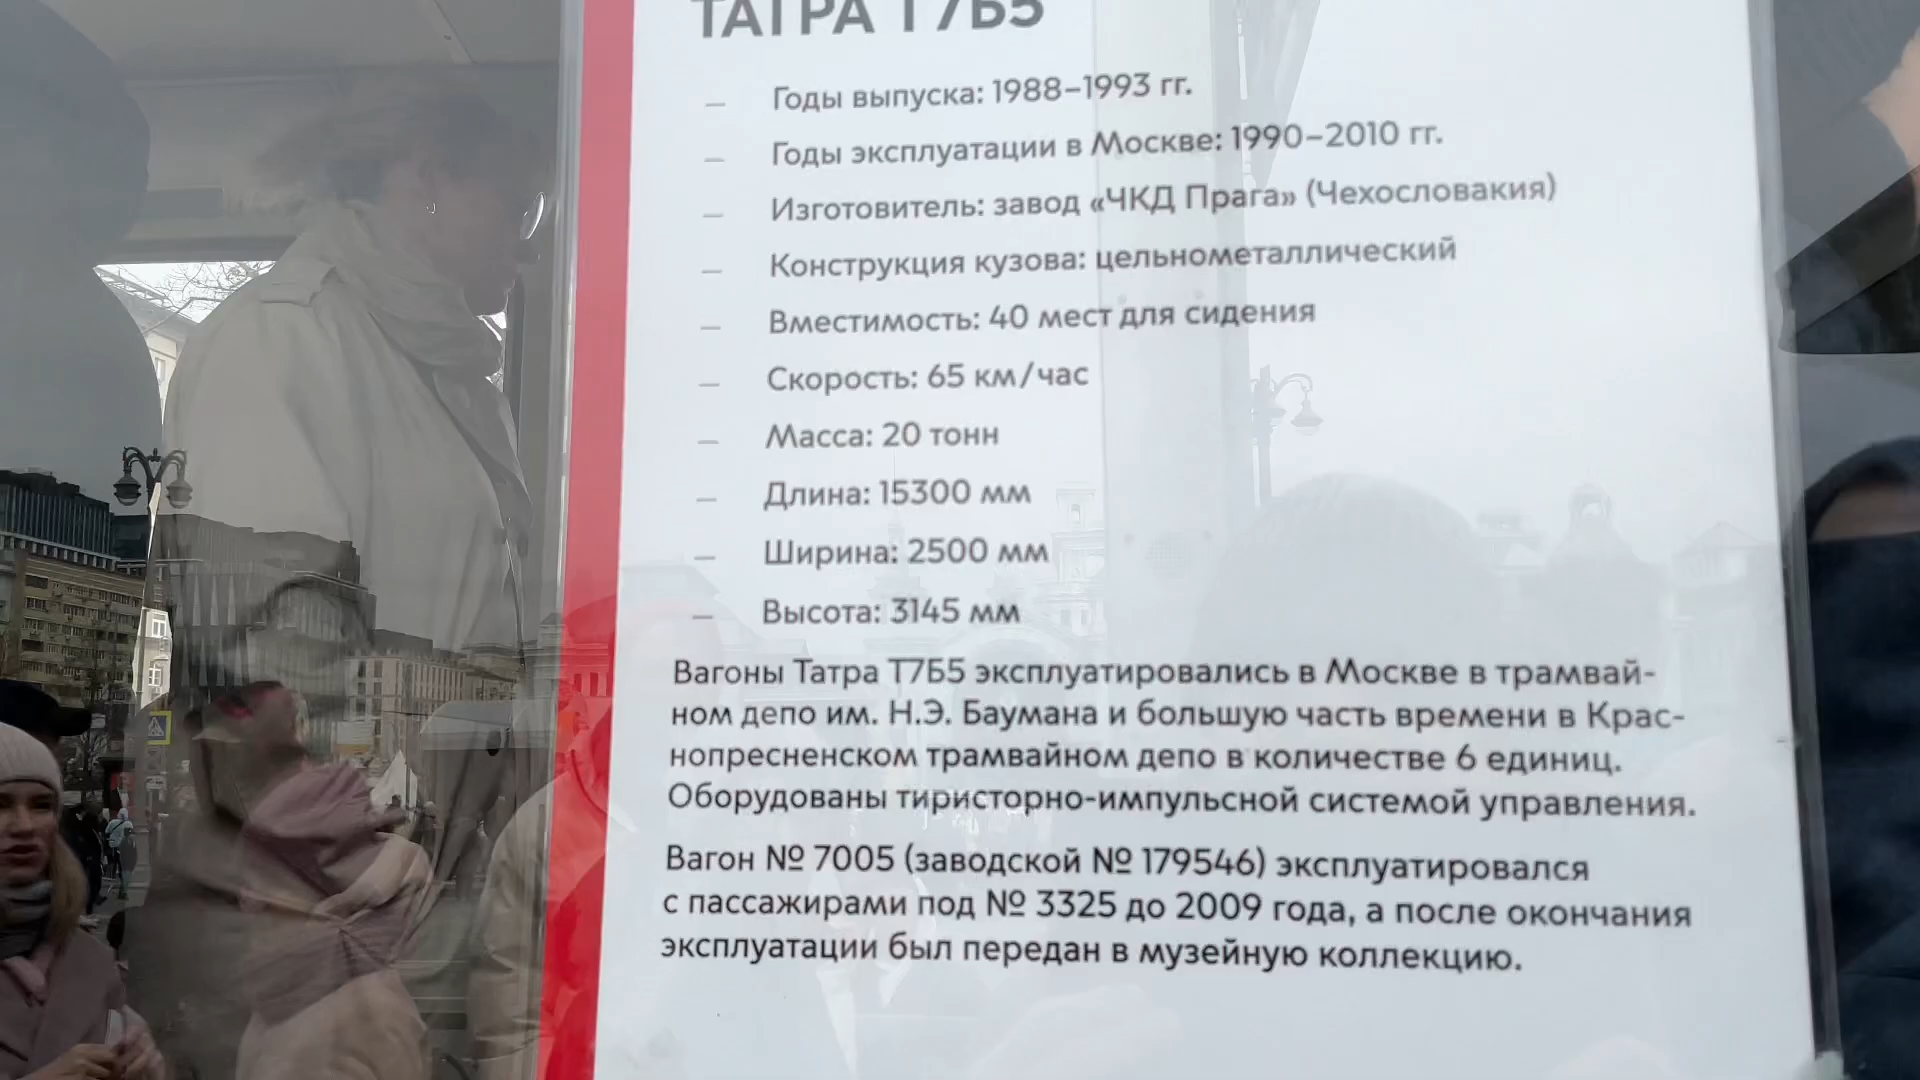 ТАТРА Т7Б5
— Годы выпуска: 1988–1993 гг.
— Годы эксплуатации в Москве: 1990–2010 гг.
— Изготовитель: завод «ЧКД Прага» (Чехословакия)
— Конструкция кузова: цельнометаллический
— Вместимость: 40 мест для сидения
— Скорость: 65 км/час
— Масса: 20 тонн
— Длина: 15300 мм
— Ширина: 2500 мм
— Высота: 3145 мм
Вагоны Татра Т7Б5 эксплуатировались в Москве в трамвай-
ном депо им. Н.Э. Баумана и большую часть времени в Крас-
нопресненском трамвайном депо в количестве 6 единиц.
Оборудованы тиристорно-импульсной системой управления.
Вагон № 7005 (заводской № 179546) эксплуатировался
с пассажирами под № 3325 до 2009 года, а после окончания
эксплуатации был передан в музейную коллекцию.